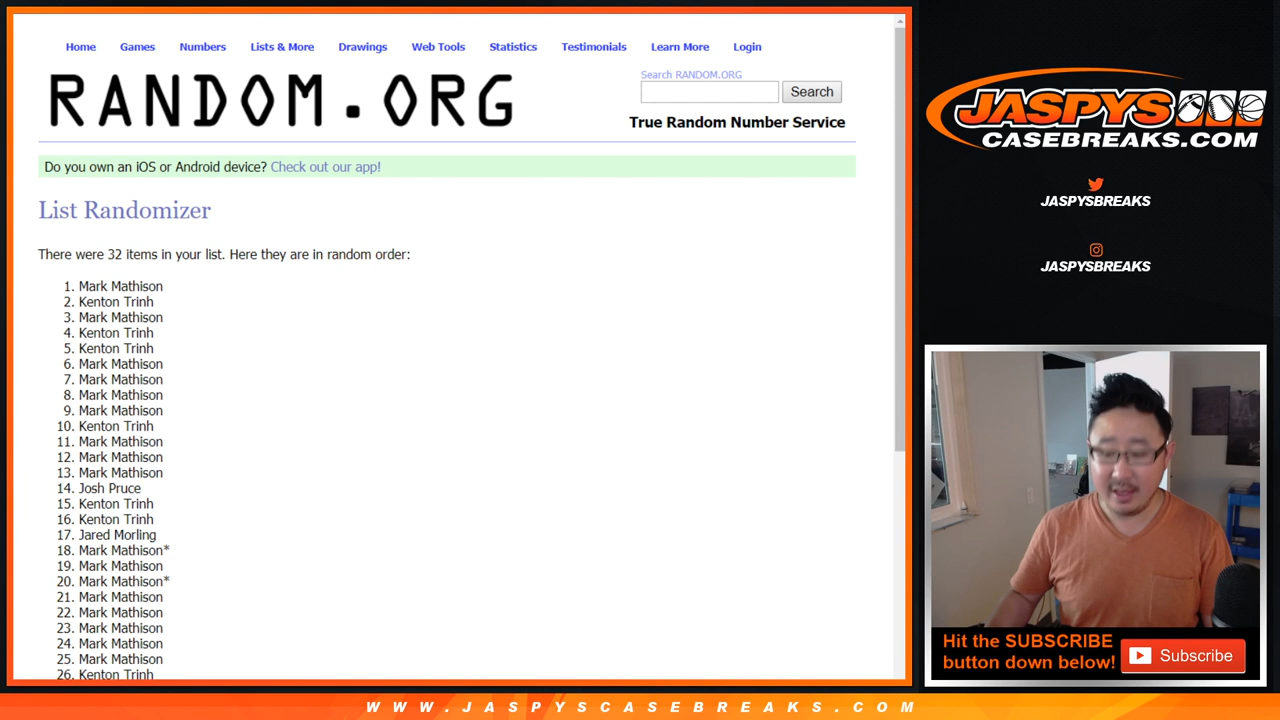 Home Games Numbers Lists & More Drawings Web Tools Statistics Testimonials Learn More Login
RANDOM.ORG
Search RANDOM.ORG
Search
True Random Number Service
Do you own an iOS or Android device? Check out our app!
List Randomizer
There were 32 items in your list. Here they are in random order:
1. Mark Mathison
2. Kenton Trinh
3. Mark Mathison
4. Kenton Trinh
5. Kenton Trinh
6. Mark Mathison
7. Mark Mathison
8. Mark Mathison
9. Mark Mathison
10. Kenton Trinh
11. Mark Mathison
12. Mark Mathison
13. Mark Mathison
14. Josh Pruce
15. Kenton Trinh
16. Kenton Trinh
17. Jared Morling
18. Mark Mathison*
19. Mark Mathison
20. Mark Mathison*
21. Mark Mathison
22. Mark Mathison
23. Mark Mathison
24. Mark Mathison
25. Mark Mathison
26. Kenton Trinh
JASPYS
CASEBREAKS.COM
JASPYSBREAKS
JASPYSBREAKS
Hit the SUBSCRIBE
button down below!
Subscribe
WWW.JASPYSCASEBREAKS.COM